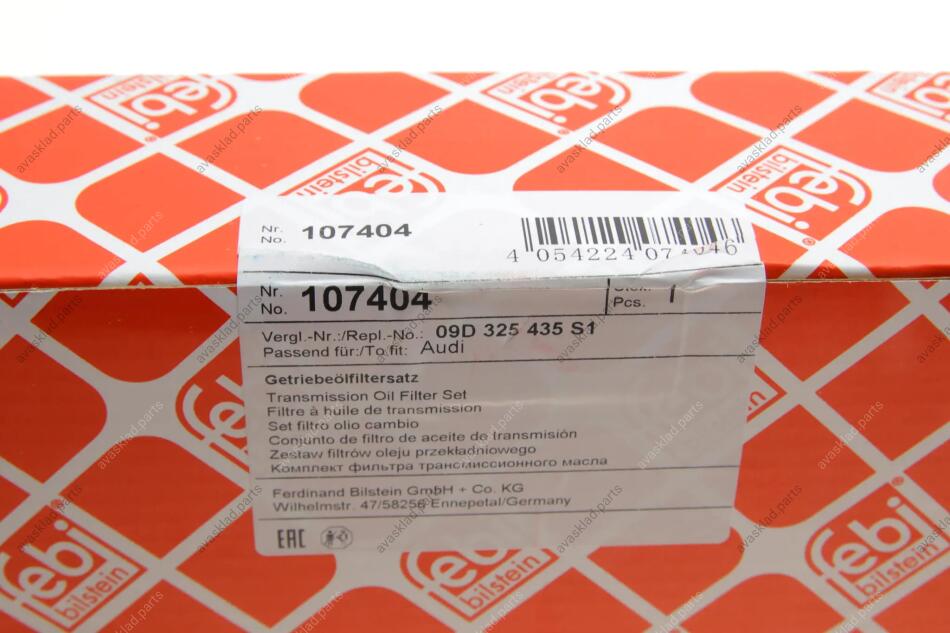 febi
bilstein
Nr.
No. 107404
4 054224 074046
Nr.
No. 107404
Stck.
Pcs. 1
Vergl.-Nr.:/Repl.-No.: 09D 325 435 S1
Passend für:/To fit: Audi
Getriebeölfiltersatz
Transmission Oil Filter Set
Filtre à huile de transmission
Set filtro olio cambio
Conjunto de filtro de aceite de transmisión
Zestaw filtrów oleju przekładniowego
Комплект фильтра трансмиссионного масла
Ferdinand Bilstein GmbH + Co. KG
Wilhelmstr. 47/58256 Ennepetal/Germany
EAC
avasklad.parts